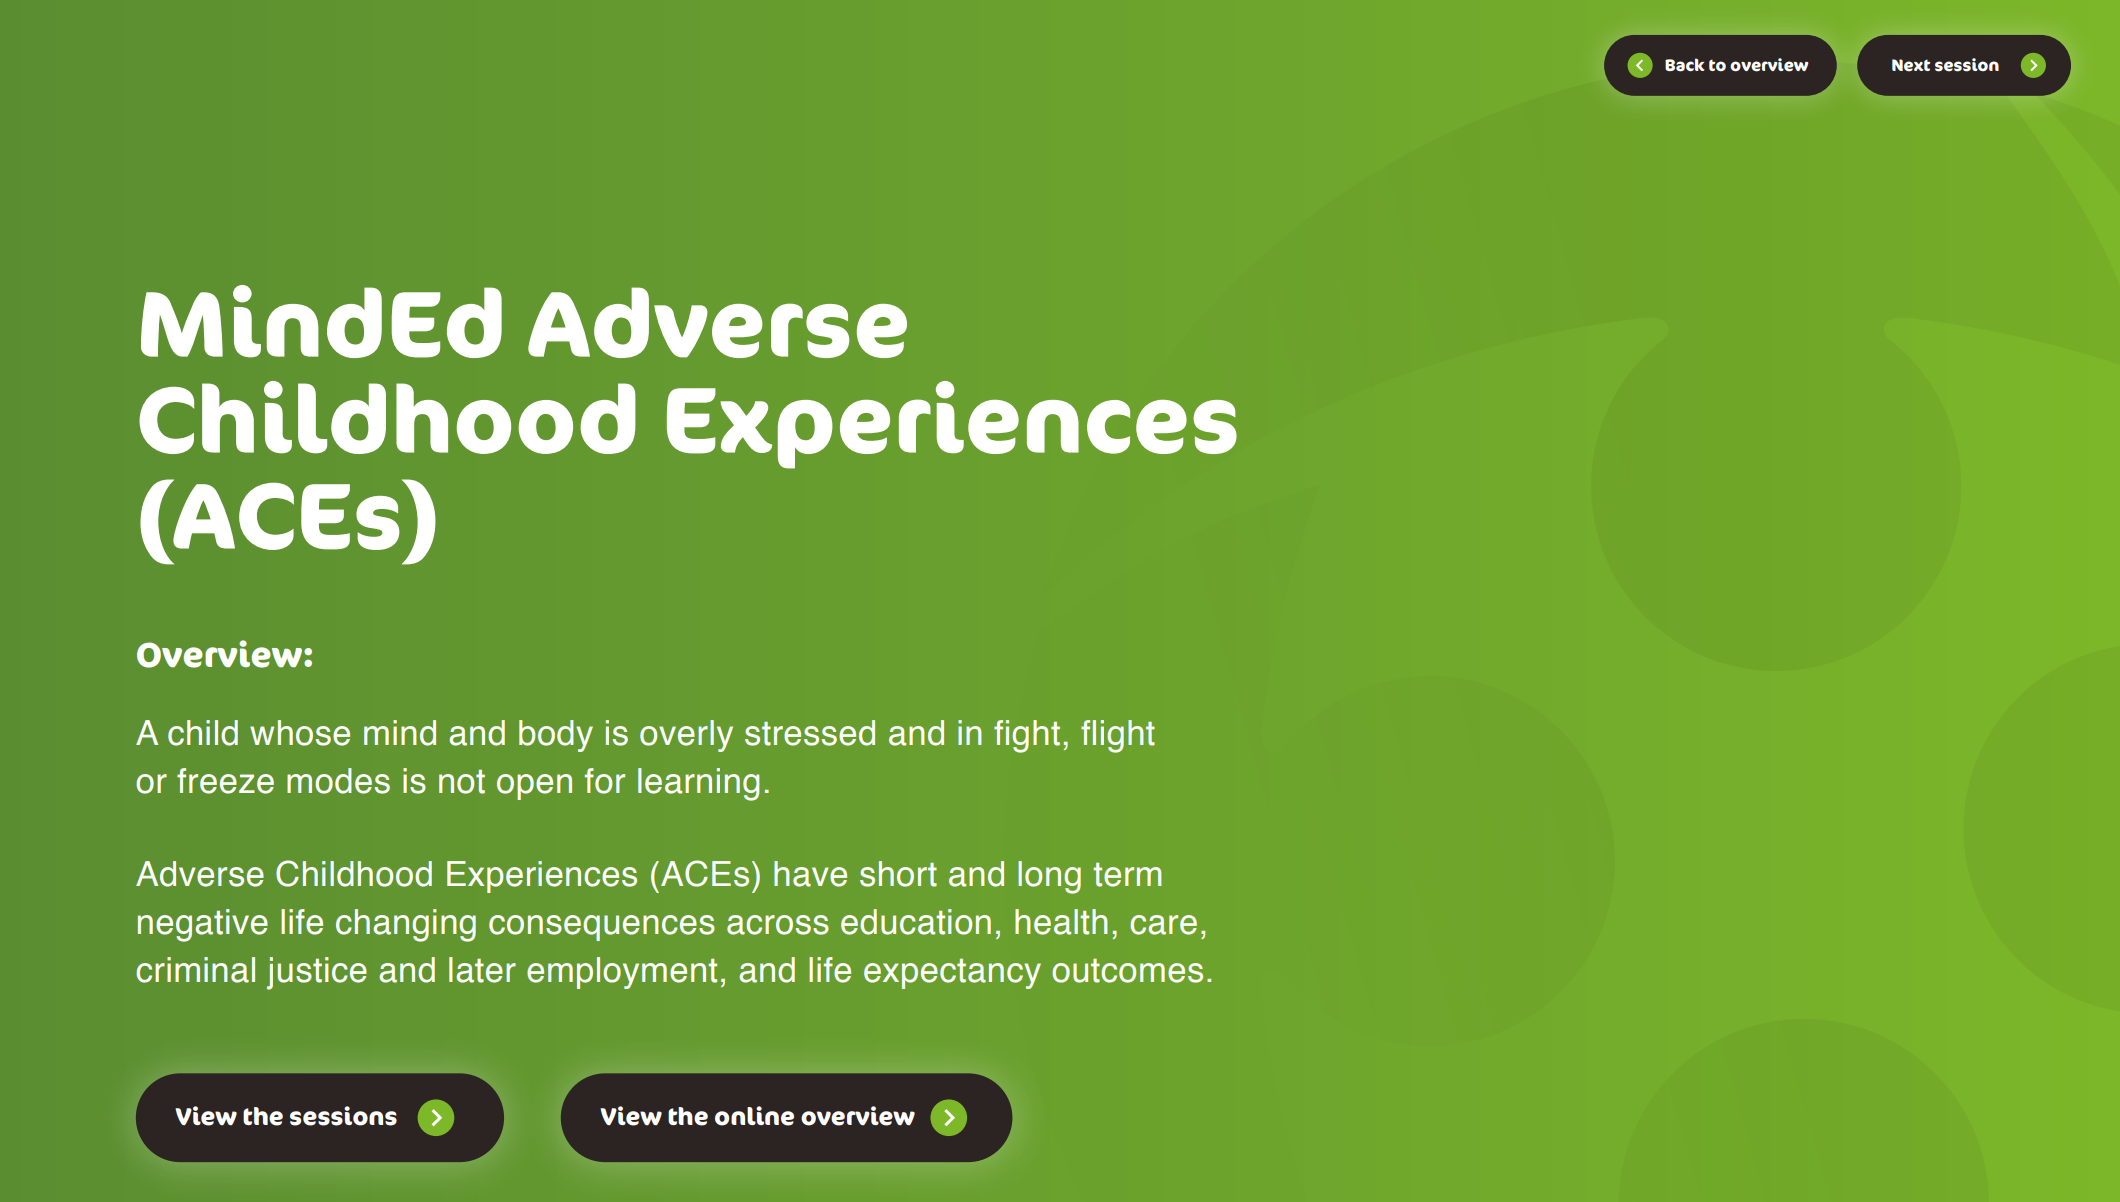 Back to overview
Next session
MindEd Adverse
Childhood Experiences
(ACEs)
Overview:
A child whose mind and body is overly stressed and in fight, flight
or freeze modes is not open for learning.
Adverse Childhood Experiences (ACEs) have short and long term
negative life changing consequences across education, health, care,
criminal justice and later employment, and life expectancy outcomes.
View the sessions
View the online overview